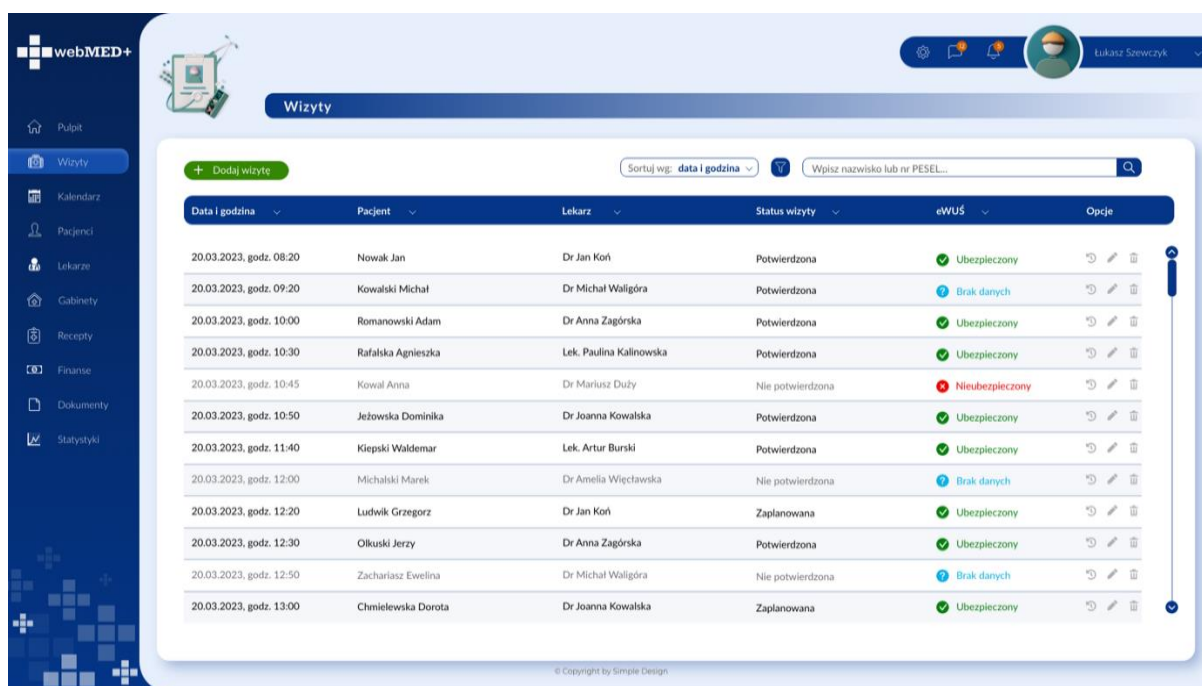 webMED+
12
5
Łukasz Szewczyk
Wizyty
Pulpit
Wizyty
Kalendarz
Pacjenci
Lekarze
Gabinety
Recepty
Finanse
Dokumenty
Statystyki
+ Dodaj wizytę
Sortuj wg: data i godzina
Wpisz nazwisko lub nr PESEL...
Data i godzina Pacjent Lekarz Status wizyty eWUŚ Opcje
20.03.2023, godz. 08:20 Nowak Jan Dr Jan Koń Potwierdzona Ubezpieczony
20.03.2023, godz. 09:20 Kowalski Michał Dr Michał Waligóra Potwierdzona Brak danych
20.03.2023, godz. 10:00 Romanowski Adam Dr Anna Zagórska Potwierdzona Ubezpieczony
20.03.2023, godz. 10:30 Rafalska Agnieszka Lek. Paulina Kalinowska Potwierdzona Ubezpieczony
20.03.2023, godz. 10:45 Kowal Anna Dr Mariusz Duży Nie potwierdzona Nieubezpieczony
20.03.2023, godz. 10:50 Jeżowska Dominika Dr Joanna Kowalska Potwierdzona Ubezpieczony
20.03.2023, godz. 11:40 Kiepski Waldemar Lek. Artur Burski Potwierdzona Ubezpieczony
20.03.2023, godz. 12:00 Michalski Marek Dr Amelia Więcławska Nie potwierdzona Brak danych
20.03.2023, godz. 12:20 Ludwik Grzegorz Dr Jan Koń Zaplanowana Ubezpieczony
20.03.2023, godz. 12:30 Olkuski Jerzy Dr Anna Zagórska Potwierdzona Ubezpieczony
20.03.2023, godz. 12:50 Zachariasz Ewelina Dr Michał Waligóra Nie potwierdzona Brak danych
20.03.2023, godz. 13:00 Chmielewska Dorota Dr Joanna Kowalska Zaplanowana Ubezpieczony
© Copyright by Simple Design